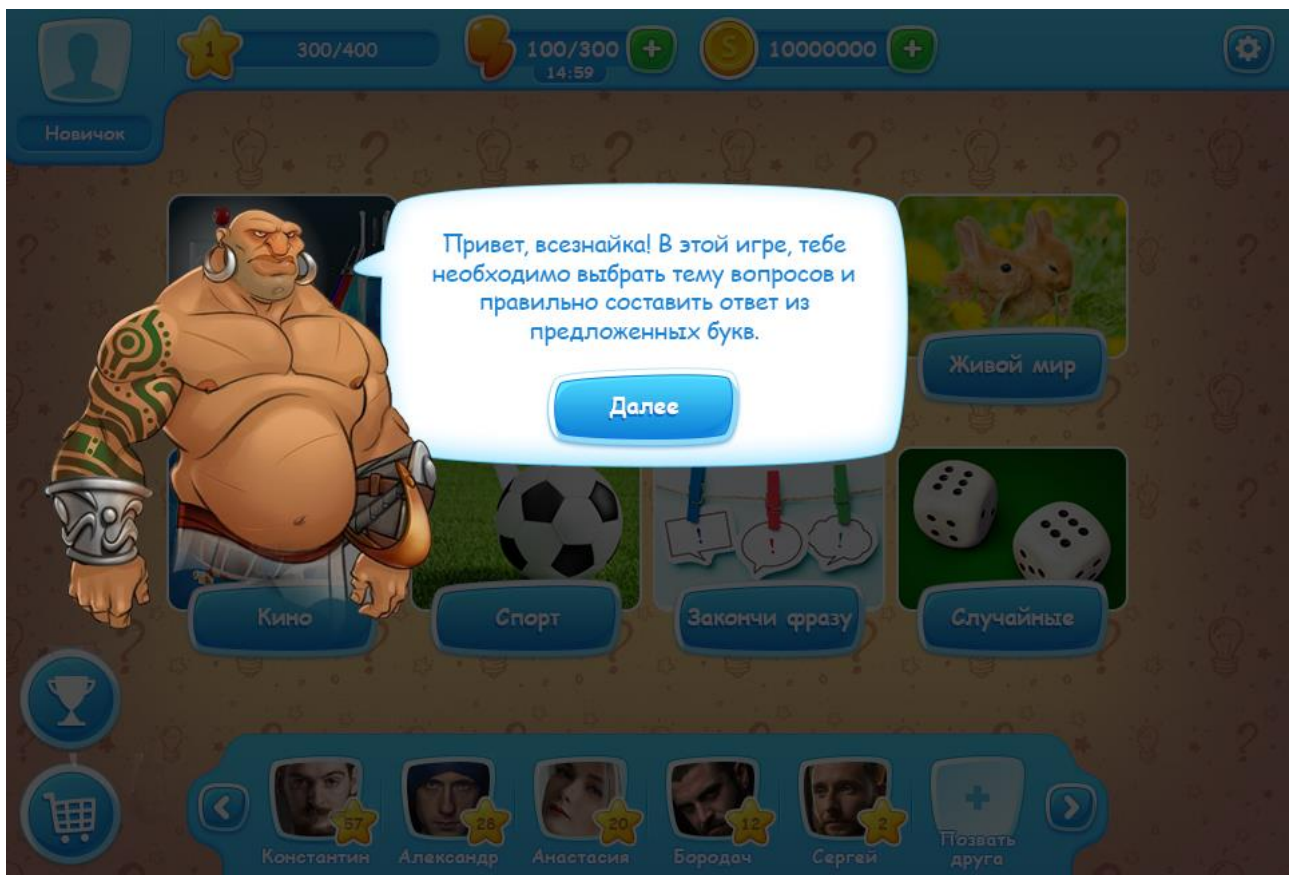 1
300/400
100/300
14:59
10000000
Новичок
Привет, всезнайка! В этой игре, тебе
необходимо выбрать тему вопросов и
правильно составить ответ из
предложенных букв.
Далее
Живой мир
Кино
Спорт
Закончи фразу
Случайные
57
28
20
12
2
Константин
Александр
Анастасия
Бородач
Сергей
Позвать
друга